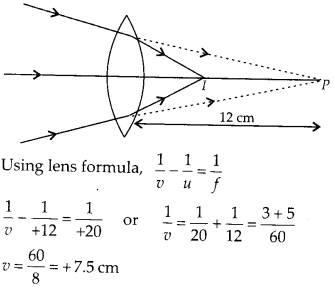 I
P
12 cm
Using lens formula, 1/v − 1/u = 1/f
1/v − 1/+12 = 1/+20 or 1/v = 1/20 + 1/12 = (3 + 5)/60
v = 60/8 = +7.5 cm